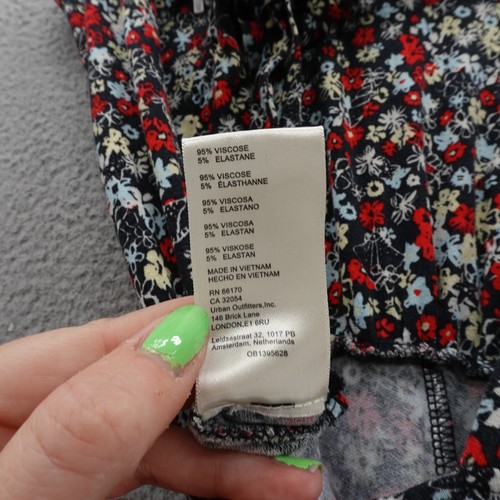 95% VISCOSE
5% ELASTANE
95% VISCOSE
5% ÉLASTHANNE
95% VISCOSA
5% ELASTANO
95% VISCOSA
5% ELASTAN
95% VISKOSE
5% ELASTAN
MADE IN VIETNAM
HECHO EN VIETNAM
RN 66170
CA 32054
Urban Outfitters,Inc.
146 Brick Lane
LONDON,E1 6RU
Leidsestraat 32, 1017 PB
Amsterdam, Netherlands
OB1395628